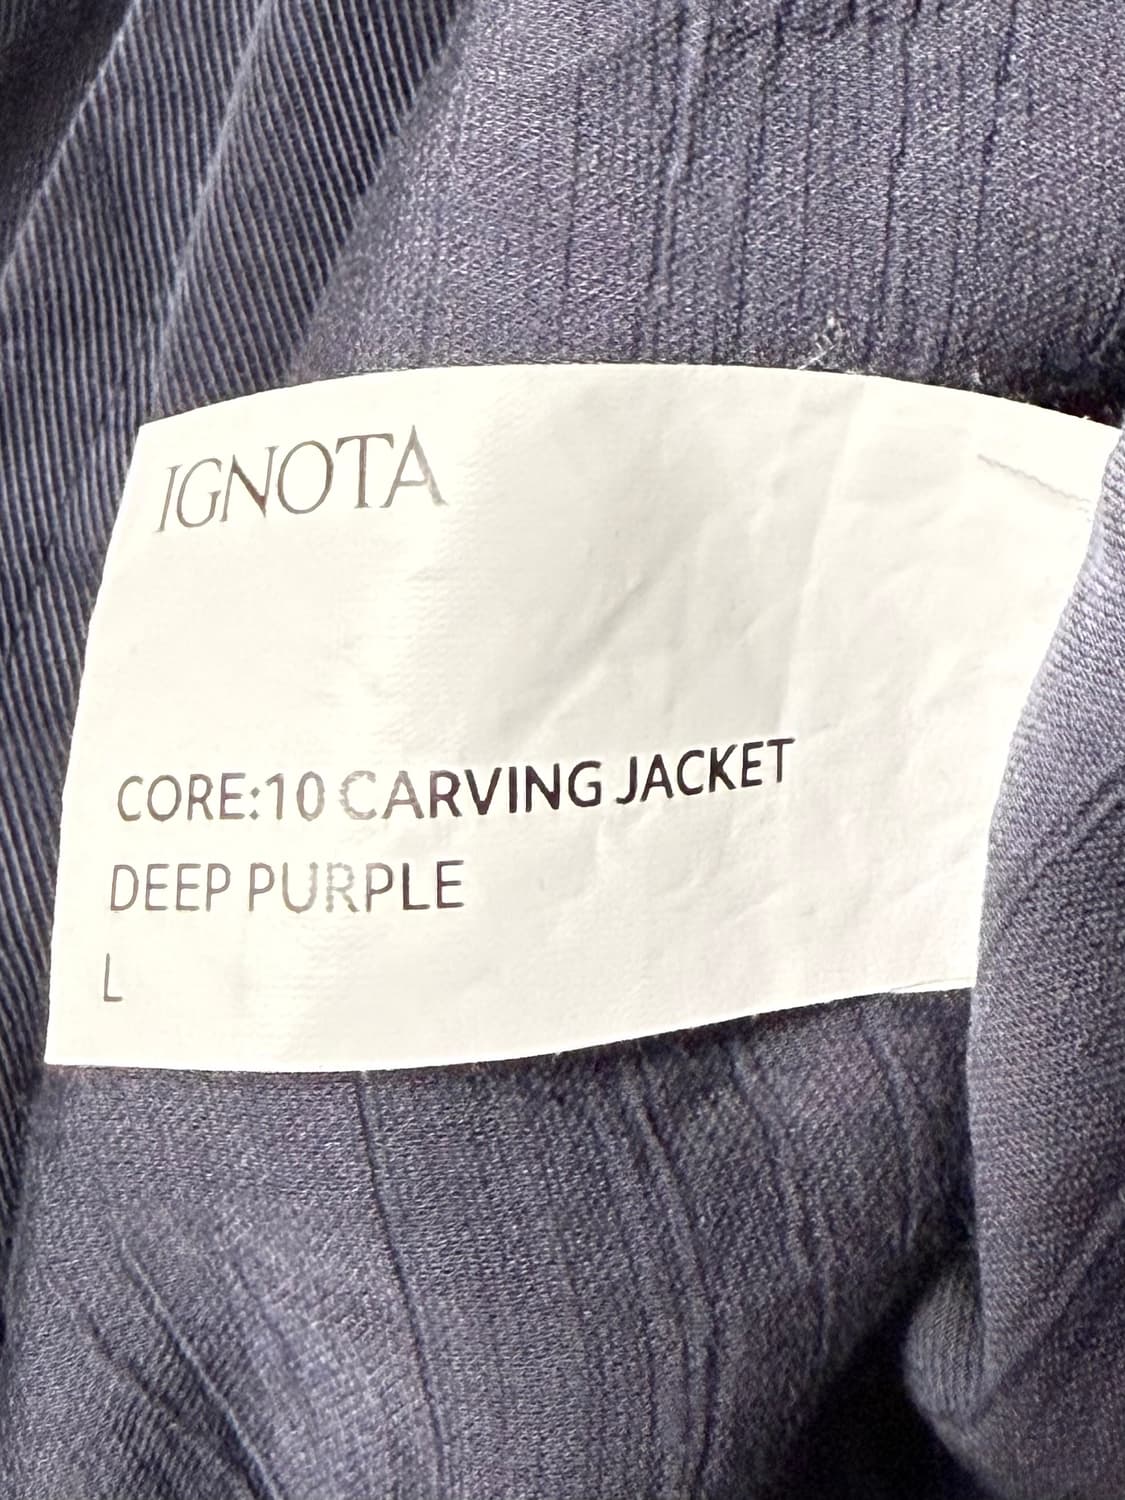 IGNOTA
CORE:10 CARVING JACKET
DEEP PURPLE
L